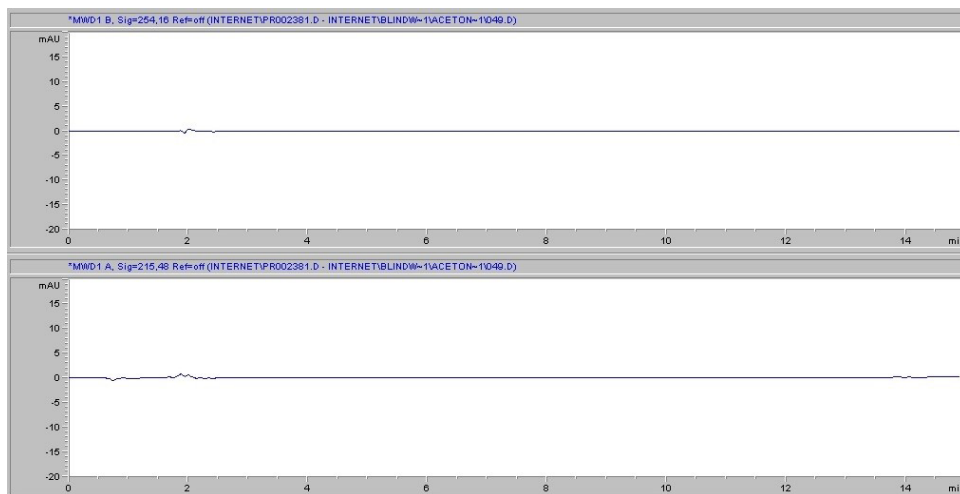 *MWD1 B, Sig=254,16 Ref=off (INTERNET\PR002381.D - INTERNET\BLINDW~1\ACETON~1\049.D)
mAU
15
10
5
0
-5
-10
-15
-20
0 2 4 6 8 10 12 14 mi
*MWD1 A, Sig=215,48 Ref=off (INTERNET\PR002381.D - INTERNET\BLINDW~1\ACETON~1\049.D)
mAU
15
10
5
0
-5
-10
-15
-20
0 2 4 6 8 10 12 14 mi